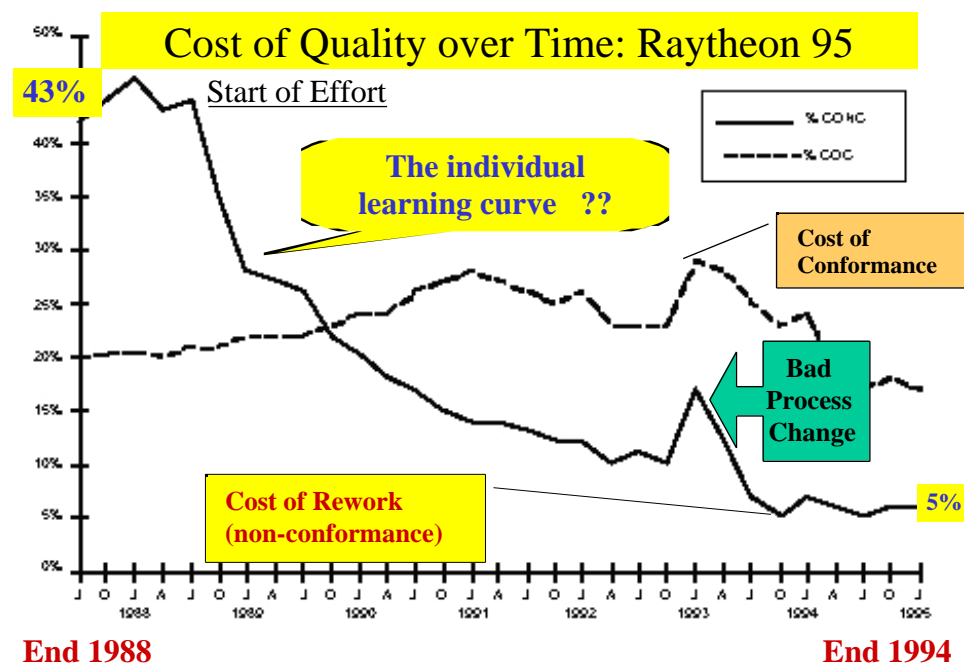 50%
Cost of Quality over Time: Raytheon 95
43%
Start of Effort
% CONC
% COC
40%
The individual
learning curve ??
35%
30%
Cost of
Conformance
25%
20%
Bad
Process
Change
15%
10%
Cost of Rework
(non-conformance)
5%
5%
0%
J O J A J O J A J O J A J O J A J O J A J O J A J O J A J O J
1988 1989 1990 1991 1992 1993 1994 1995
End 1988
End 1994